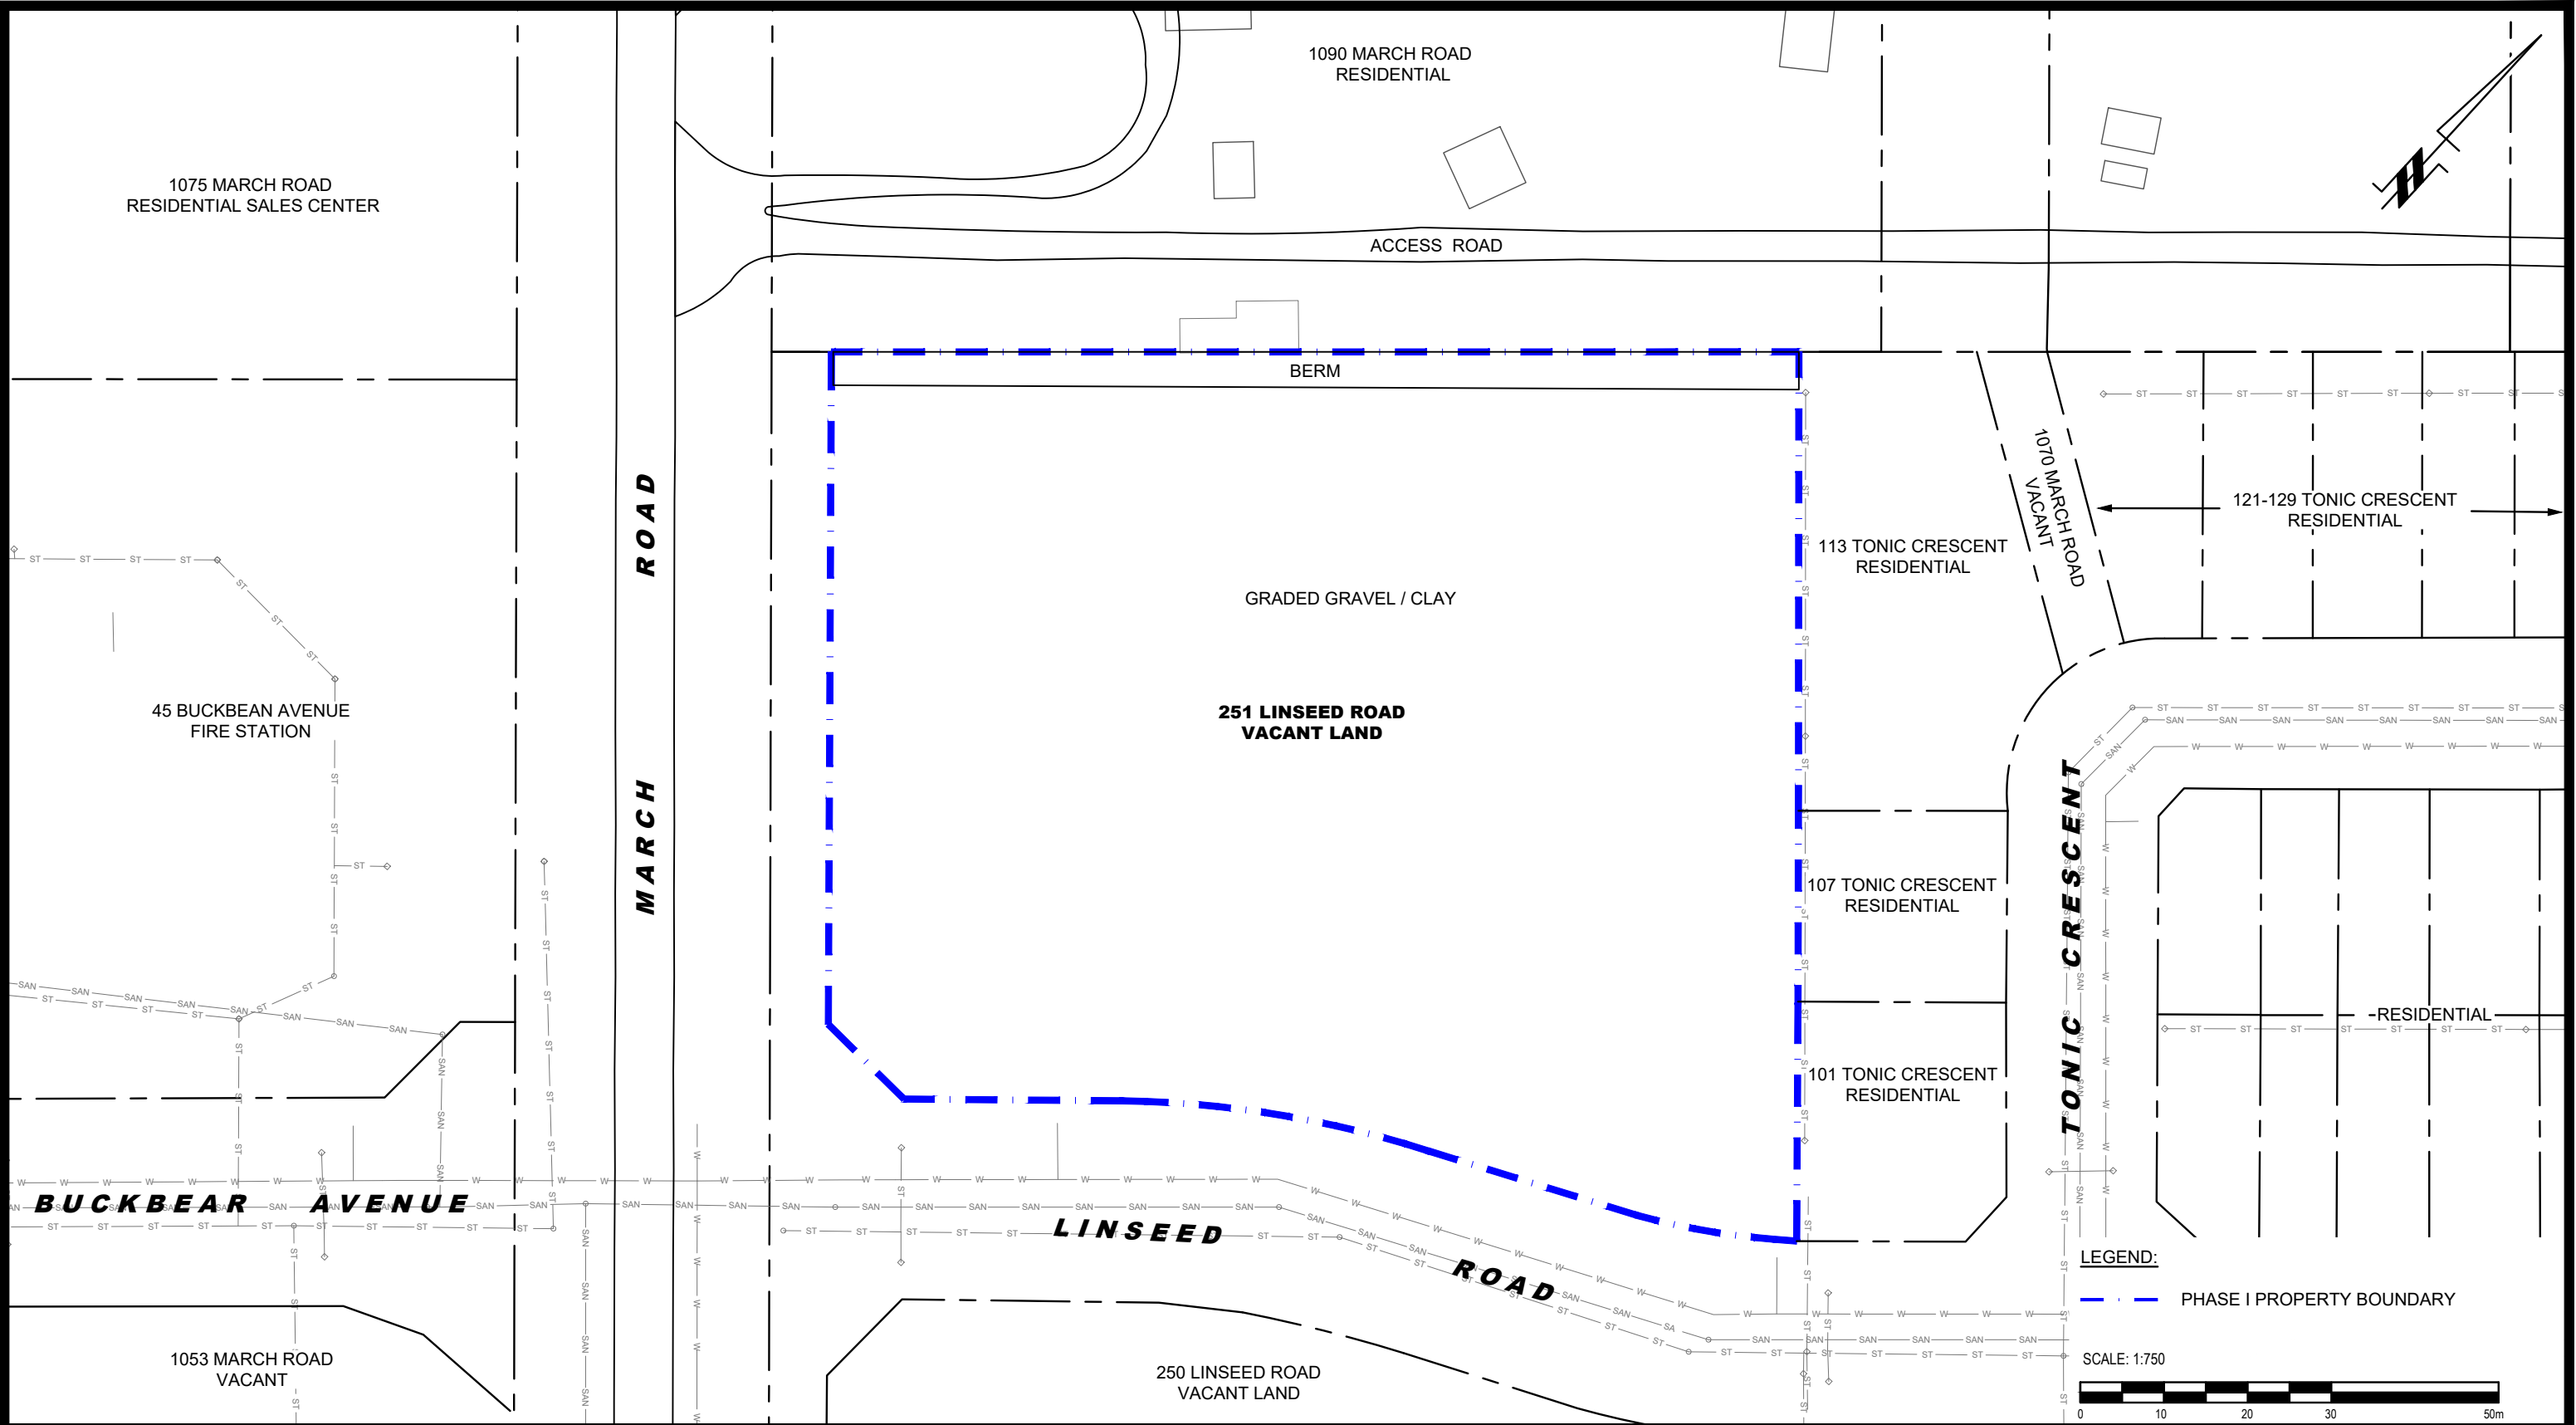 1090 MARCH ROAD
RESIDENTIAL
1075 MARCH ROAD
RESIDENTIAL SALES CENTER
ACCESS ROAD
BERM
1070 MARCH ROAD
VACANT
121-129 TONIC CRESCENT
RESIDENTIAL
113 TONIC CRESCENT
RESIDENTIAL
GRADED GRAVEL / CLAY
251 LINSEED ROAD
VACANT LAND
45 BUCKBEAN AVENUE
FIRE STATION
MARCH ROAD
107 TONIC CRESCENT
RESIDENTIAL
TONIC CRESCENT
RESIDENTIAL
101 TONIC CRESCENT
RESIDENTIAL
BUCKBEAR AVENUE
LINSEED ROAD
1053 MARCH ROAD
VACANT
250 LINSEED ROAD
VACANT LAND
LEGEND:
PHASE I PROPERTY BOUNDARY
SCALE: 1:750
0 10 20 30 50m